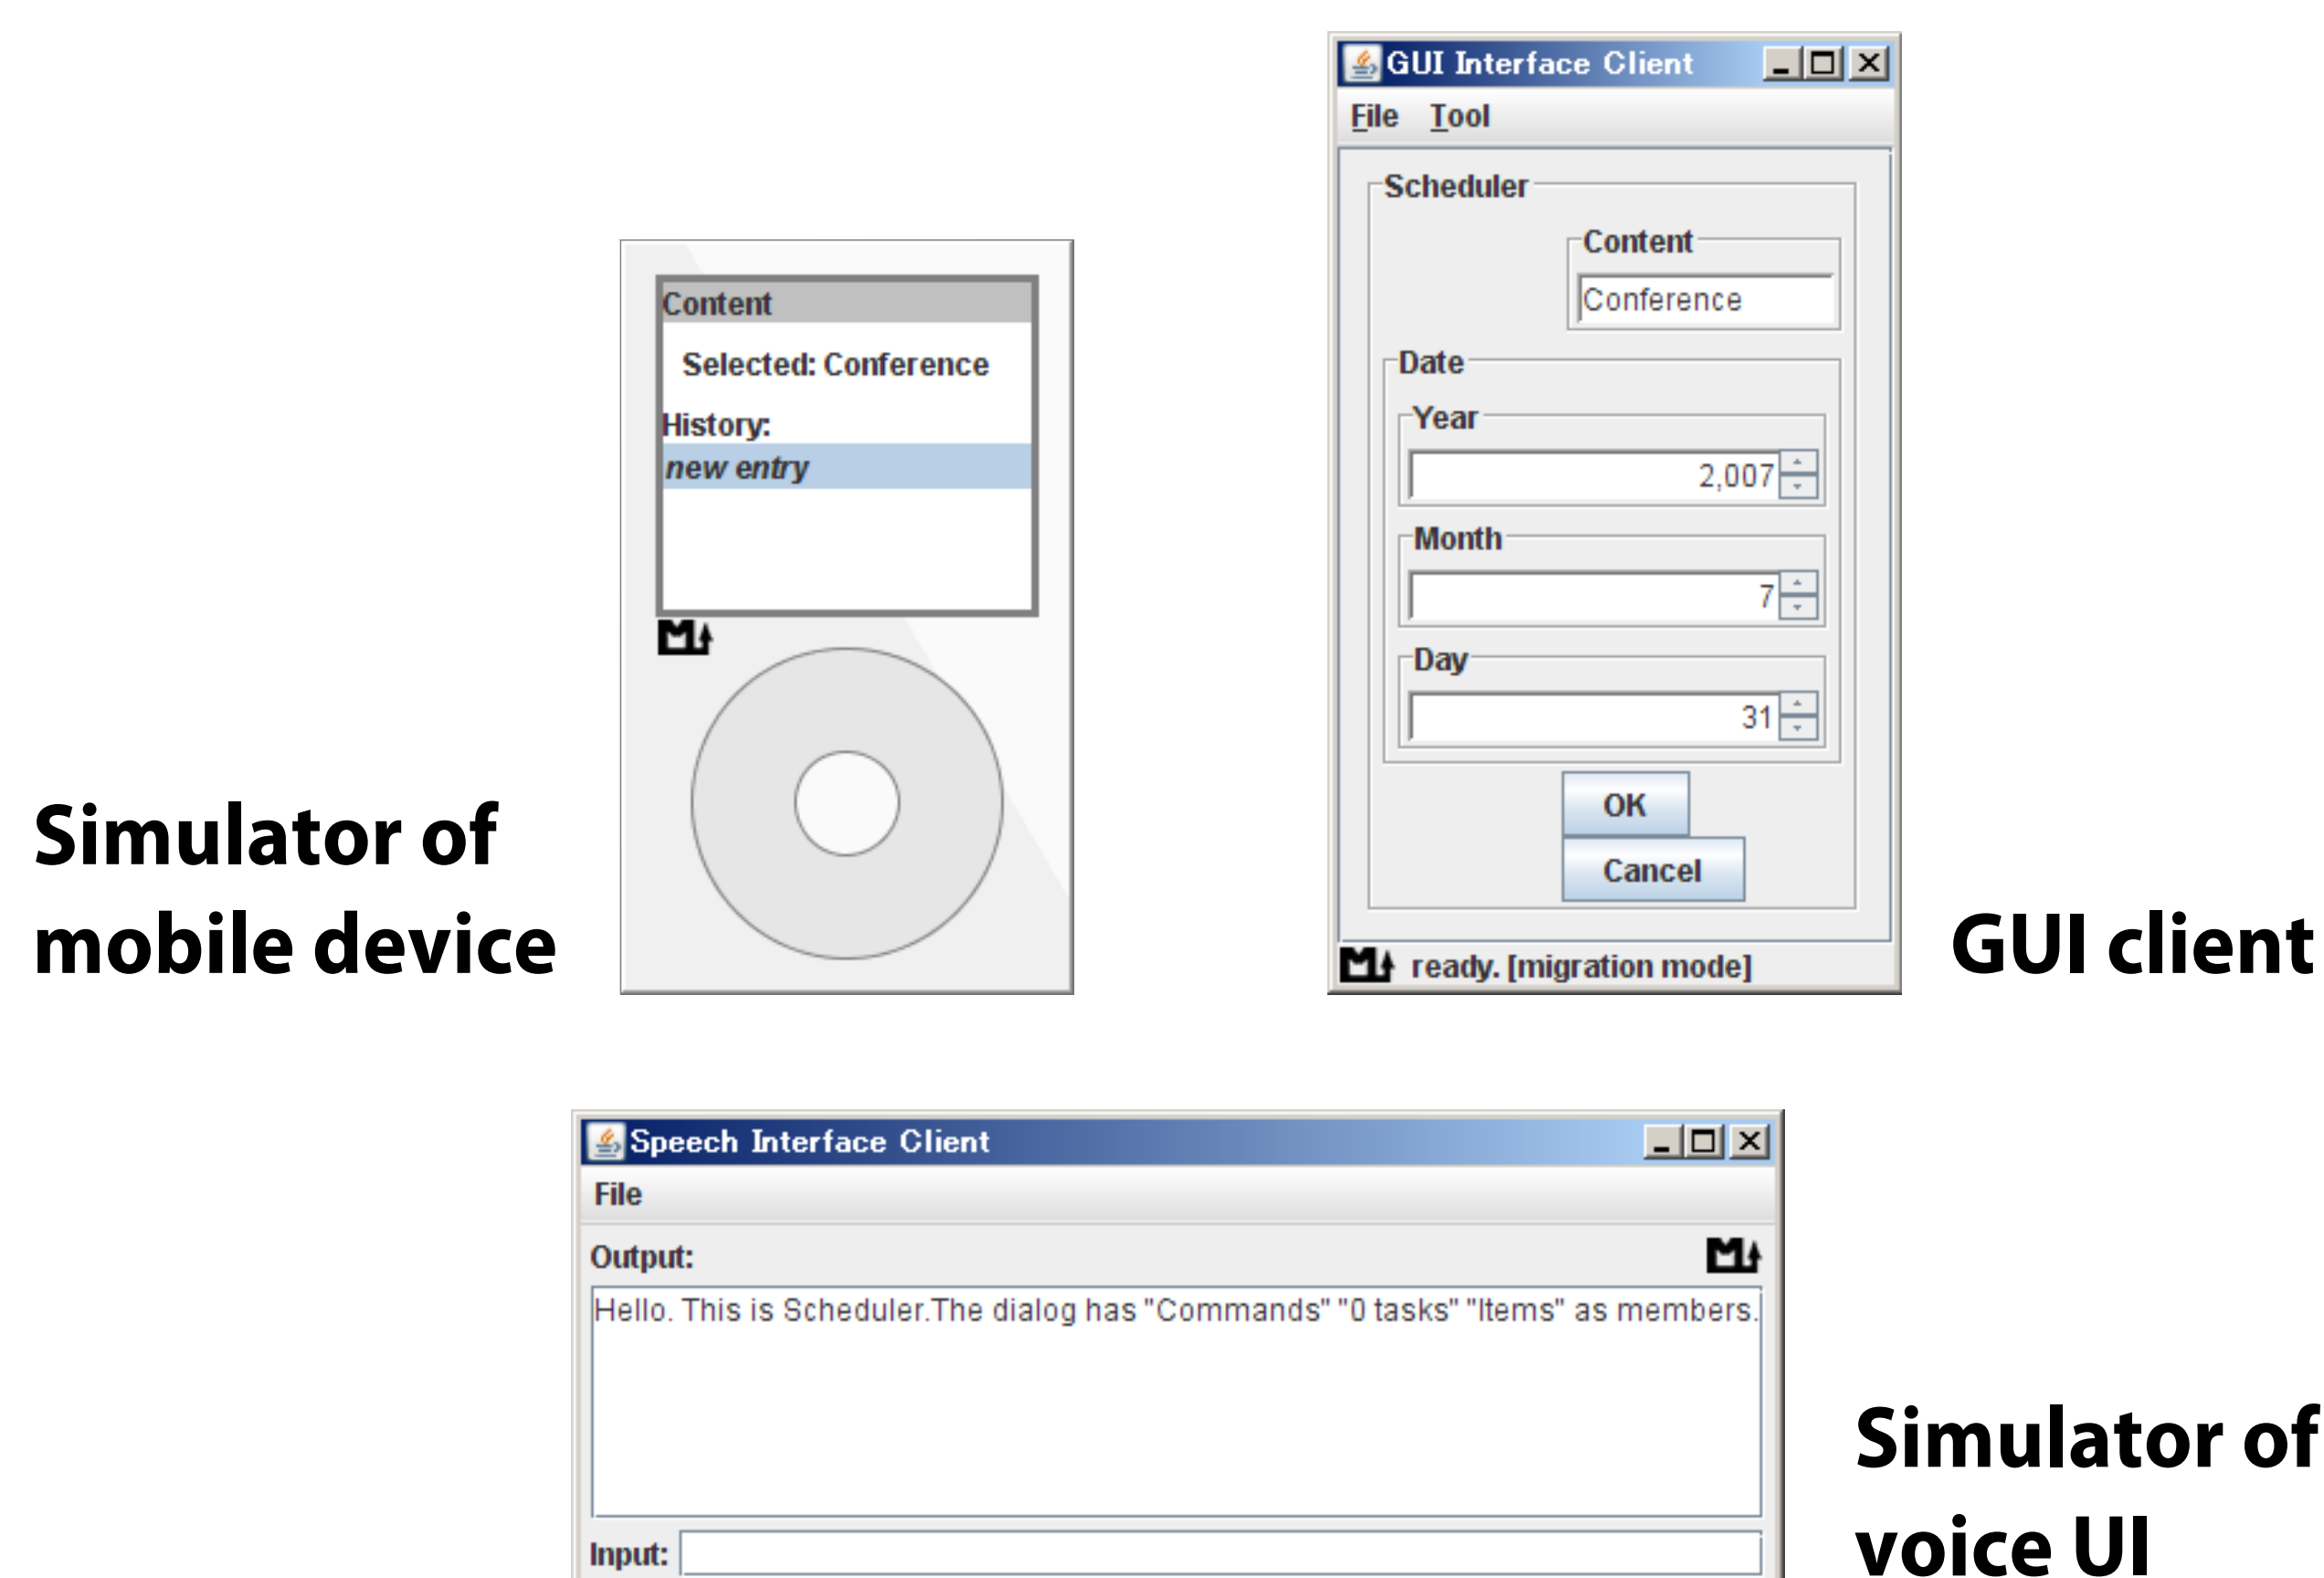 GUI Interface Client
File Tool
Scheduler
Content
Conference
Date
Year
2,007
Month
7
Day
31
OK
Cancel
ready. [migration mode]
GUI client
Content
Selected: Conference
History:
new entry
Simulator of
mobile device
Speech Interface Client
File
Output:
Hello. This is Scheduler.The dialog has "Commands" "0 tasks" "Items" as members.
Input:
Simulator of
voice UI